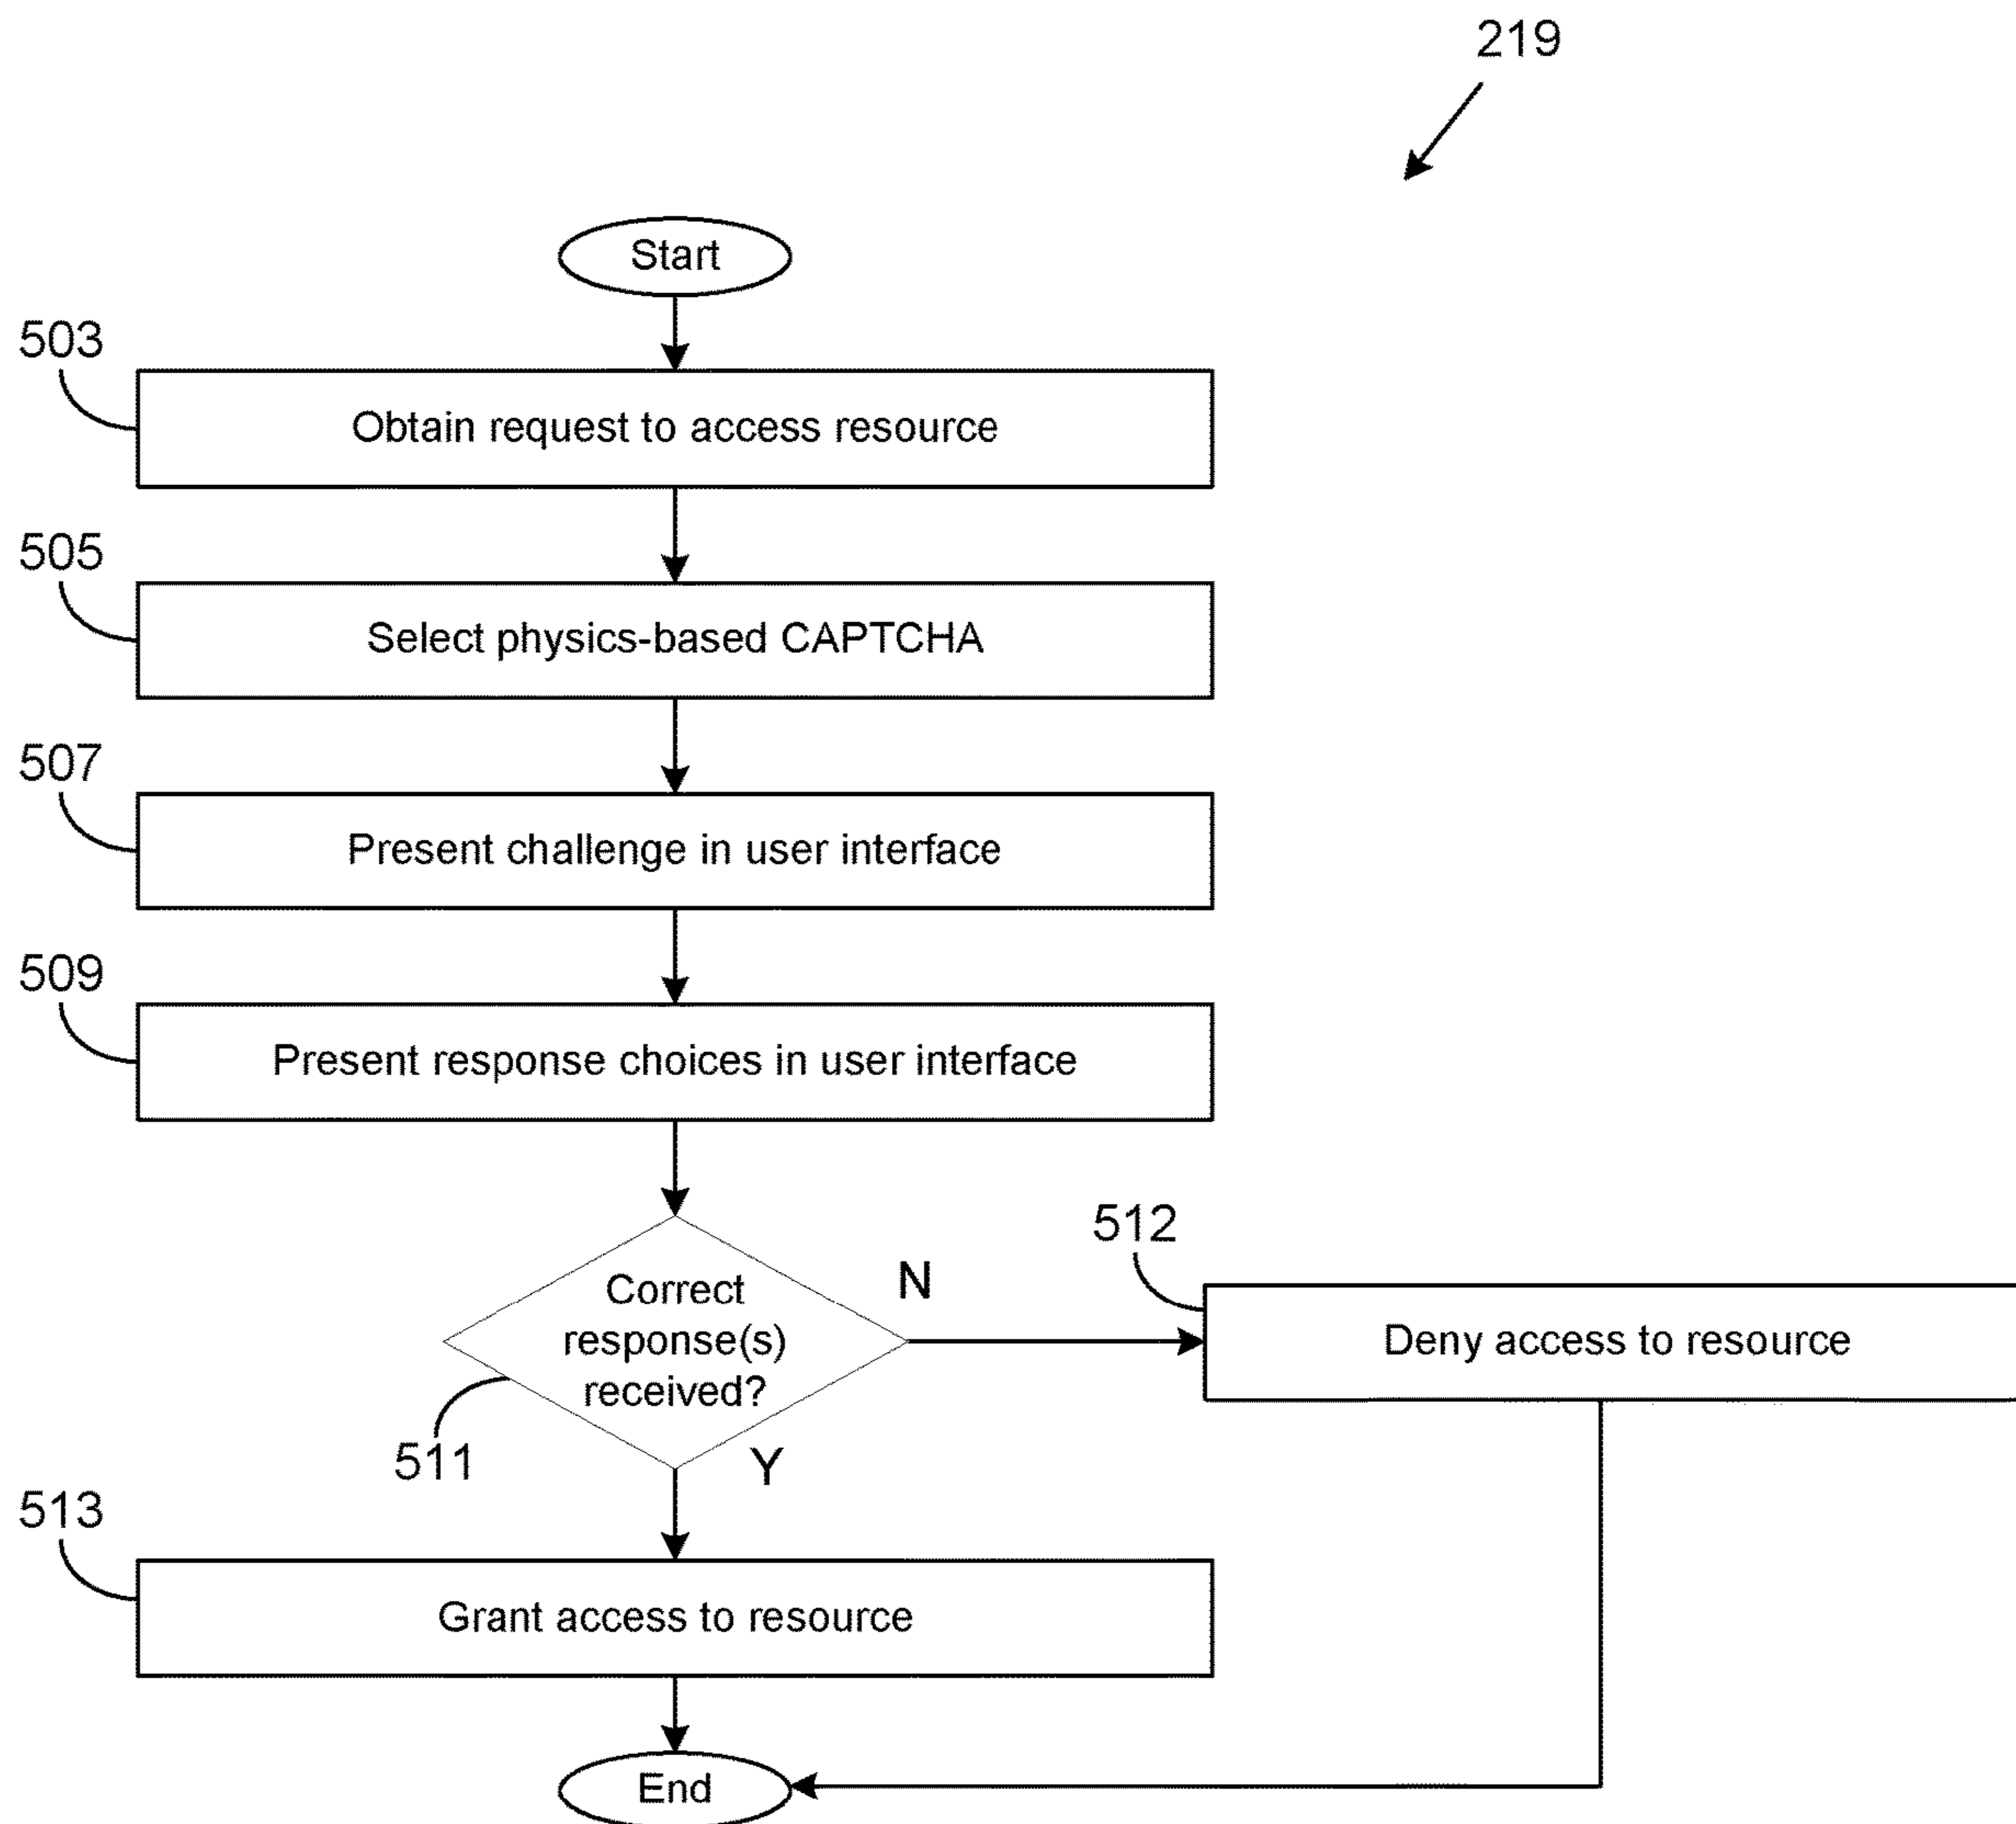 219
Start
503
Obtain request to access resource
505
Select physics-based CAPTCHA
507
Present challenge in user interface
509
Present response choices in user interface
Correct
response(s)
received?
N
512
Deny access to resource
511
Y
513
Grant access to resource
End